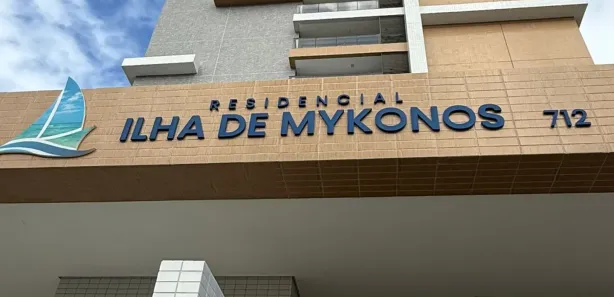 RESIDENCIAL
ILHA DE MYKONOS 712